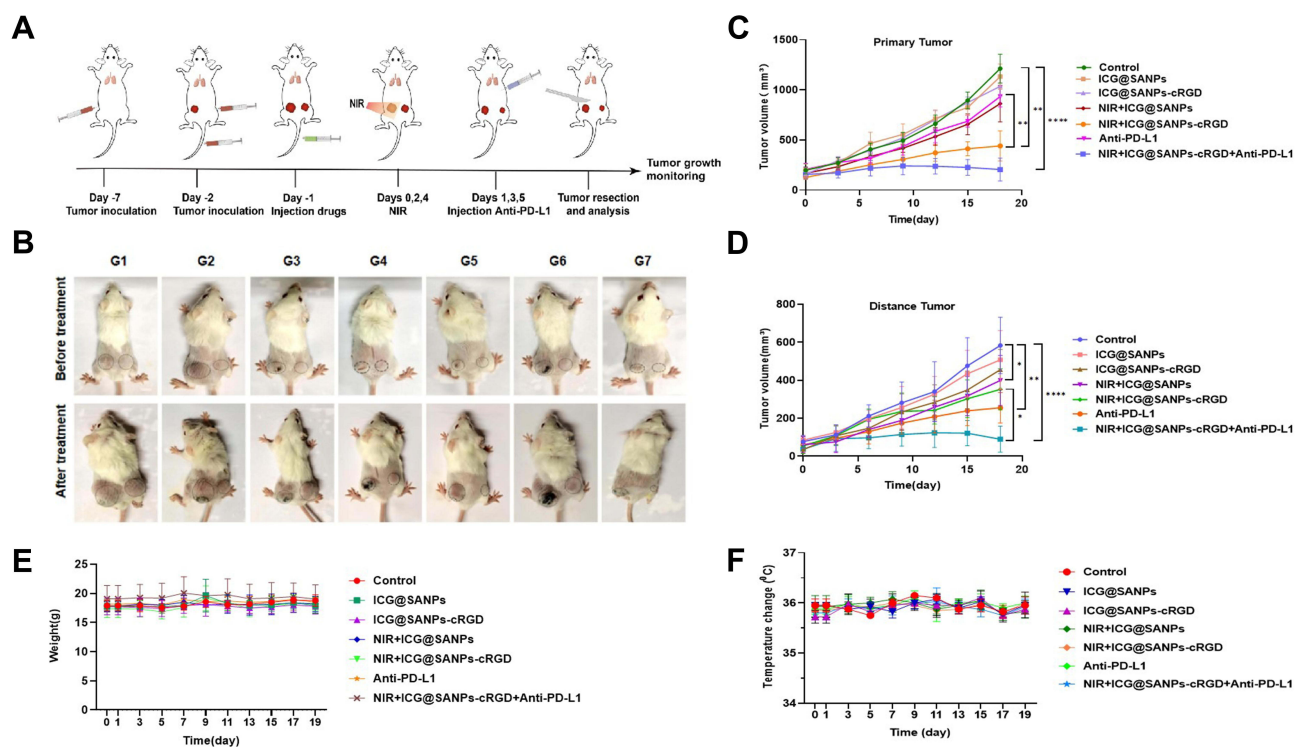 A
NIR
Tumor growth
monitoring
Day -7
Tumor inoculation
Day -2
Tumor inoculation
Day -1
Injection drugs
Days 0,2,4
NIR
Days 1,3,5
Injection Anti-PD-L1
Tumor resection
and analysis
B
G1 G2 G3 G4 G5 G6 G7
Before treatment
After treatment
C
Primary Tumor
Tumor volume ( mm³)
1500
1000
500
0
0 5 10 15 20
Time(day)
Control
ICG@SANPs
ICG@SANPs-cRGD
NIR+ICG@SANPs
NIR+ICG@SANPs-cRGD
Anti-PD-L1
NIR+ICG@SANPs-cRGD+Anti-PD-L1
**
**
****
D
Distance Tumor
Tumor volume(mm³)
800
600
400
200
0
0 5 10 15 20
Time(day)
Control
ICG@SANPs
ICG@SANPs-cRGD
NIR+ICG@SANPs
NIR+ICG@SANPs-cRGD
Anti-PD-L1
NIR+ICG@SANPs-cRGD+Anti-PD-L1
*
**
*
****
E
Weight(g)
25
20
15
10
5
0
0 1 3 5 7 9 11 13 15 17 19
Time(day)
Control
ICG@SANPs
ICG@SANPs-cRGD
NIR+ICG@SANPs
NIR+ICG@SANPs-cRGD
Anti-PD-L1
NIR+ICG@SANPs-cRGD+Anti-PD-L1
F
Temperature change (⁰C)
37
36
35
34
0 1 3 5 7 9 11 13 15 17 19
Time (day)
Control
ICG@SANPs
ICG@SANPs-cRGD
NIR+ICG@SANPs
NIR+ICG@SANPs-cRGD
Anti-PD-L1
NIR+ICG@SANPs-cRGD+Anti-PD-L1